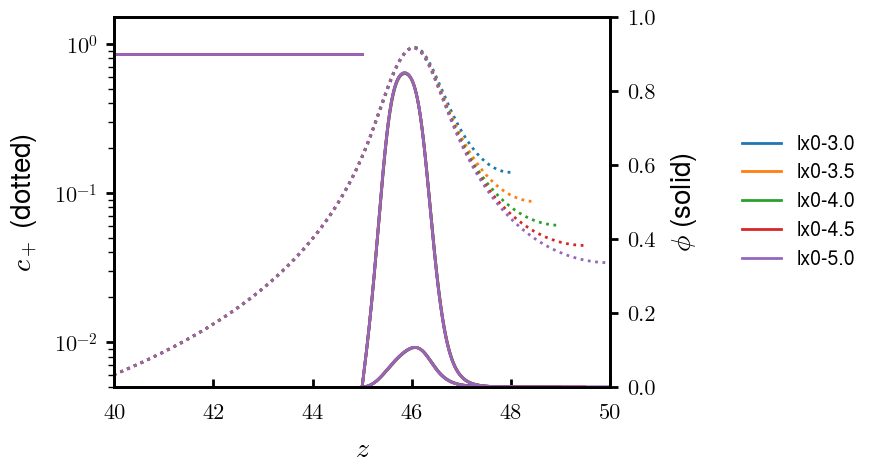 10⁰
10⁻¹
10⁻²
c₊ (dotted)
1.0
0.8
0.6
0.4
0.2
0.0
ϕ (solid)
40
42
44
46
48
50
z
lx0-3.0
lx0-3.5
lx0-4.0
lx0-4.5
lx0-5.0